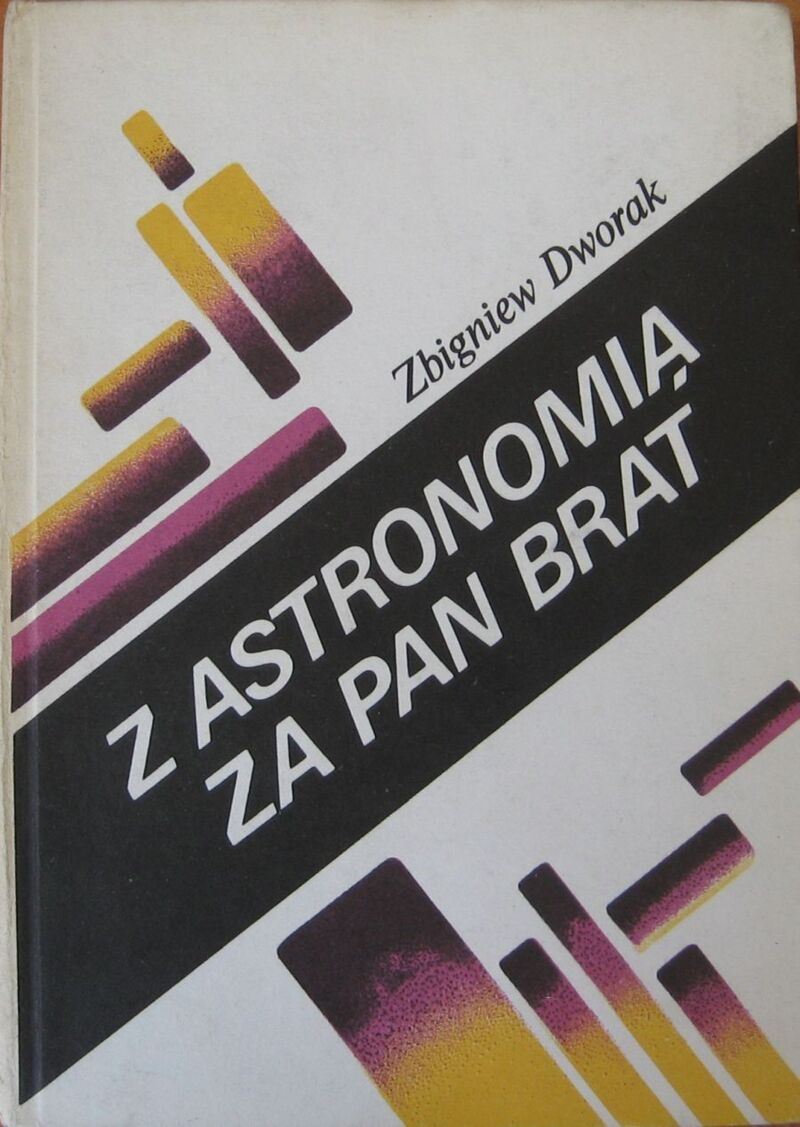 Zbigniew Dworak
Z ASTRONOMIĄ
ZA PAN BRAT